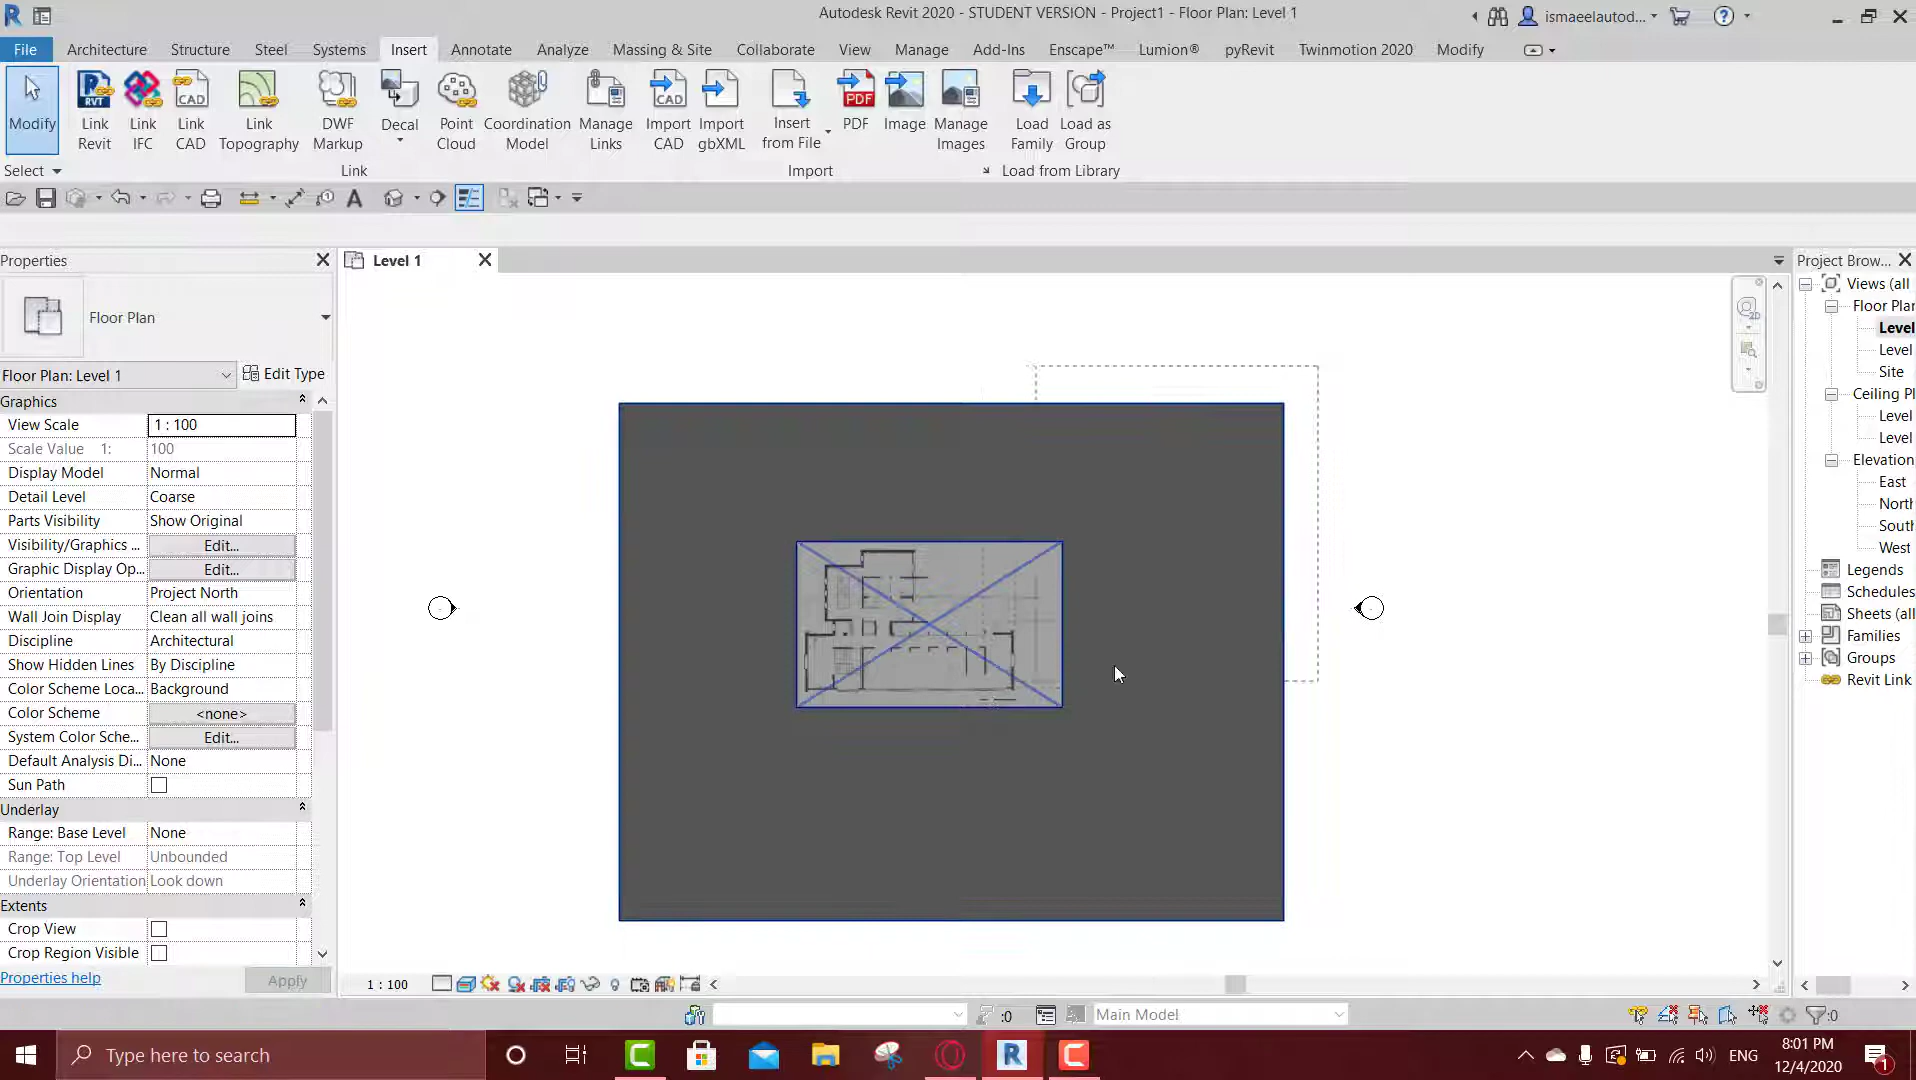 Autodesk Revit 2020 - STUDENT VERSION - Project1 - Floor Plan: Level 1
ismaeelautod...
File Architecture Structure Steel Systems Insert Annotate Analyze Massing & Site Collaborate View Manage Add-Ins Enscape™ Lumion® pyRevit Twinmotion 2020 Modify
Modify
Link Revit
Link IFC
Link CAD
Link Topography
DWF Markup
Decal
Point Cloud
Coordination Model
Manage Links
Import CAD
Import gbXML
Insert from File
PDF
Image
Manage Images
Load Family
Load as Group
Select
Link
Import
Load from Library
Properties
Level 1
Project Brow...
Floor Plan
Floor Plan: Level 1
Edit Type
Graphics
View Scale 1 : 100
Scale Value 1: 100
Display Model Normal
Detail Level Coarse
Parts Visibility Show Original
Visibility/Graphics ... Edit...
Graphic Display Op... Edit...
Orientation Project North
Wall Join Display Clean all wall joins
Discipline Architectural
Show Hidden Lines By Discipline
Color Scheme Loca... Background
Color Scheme <none>
System Color Sche... Edit...
Default Analysis Di... None
Sun Path
Underlay
Range: Base Level None
Range: Top Level Unbounded
Underlay Orientation Look down
Extents
Crop View
Crop Region Visible
Properties help
Apply
Views (all
Floor Plan
Level
Level
Site
Ceiling Pl
Level
Level
Elevation
East
North
South
West
Legends
Schedules
Sheets (all
Families
Groups
Revit Link
1 : 100
:0
Main Model
:0
Type here to search
ENG
8:01 PM
12/4/2020
1